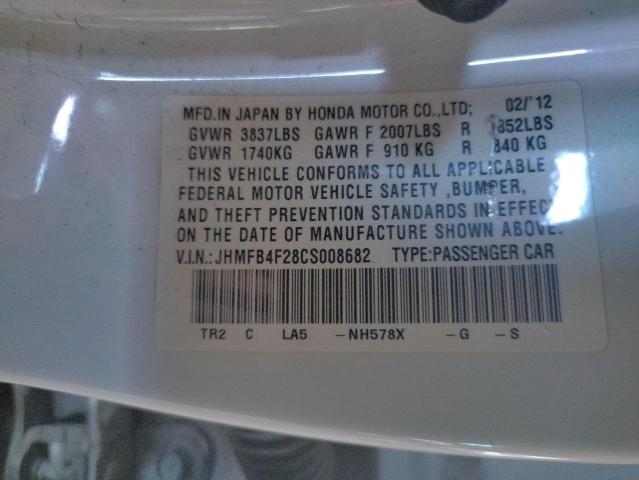 MFD.IN JAPAN BY HONDA MOTOR CO.,LTD; 02/'12
GVWR 3837LBS GAWR F 2007LBS R 1852LBS
GVWR 1740KG GAWR F 910 KG R 840 KG
THIS VEHICLE CONFORMS TO ALL APPLICABLE
FEDERAL MOTOR VEHICLE SAFETY ,BUMPER,
AND THEFT PREVENTION STANDARDS IN EFFECT
ON THE DATE OF MANUFACTURE SHOWN ABOVE.
V.I.N.:JHMFB4F28CS008682 TYPE:PASSENGER CAR
TR2 C LA5 -NH578X -G -S